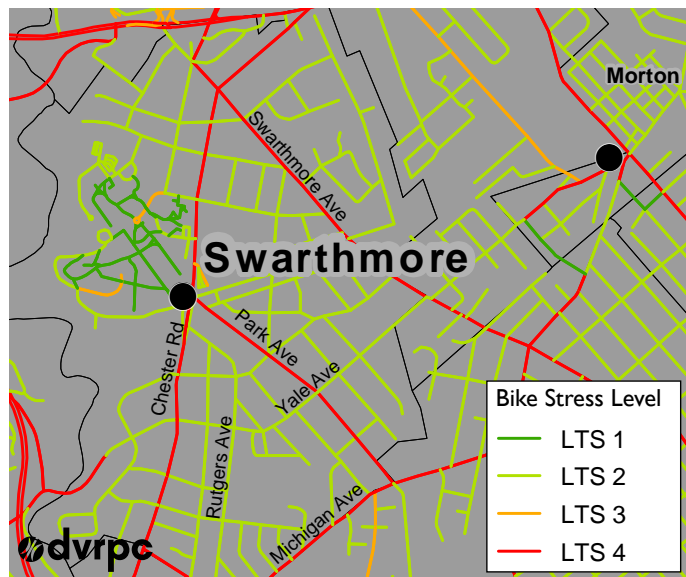 Morton
Swarthmore Ave
Swarthmore
Park Ave
Chester Rd
Yale Ave
Rutgers Ave
Michigan Ave
Bike Stress Level
LTS 1
LTS 2
LTS 3
LTS 4
dvrpc